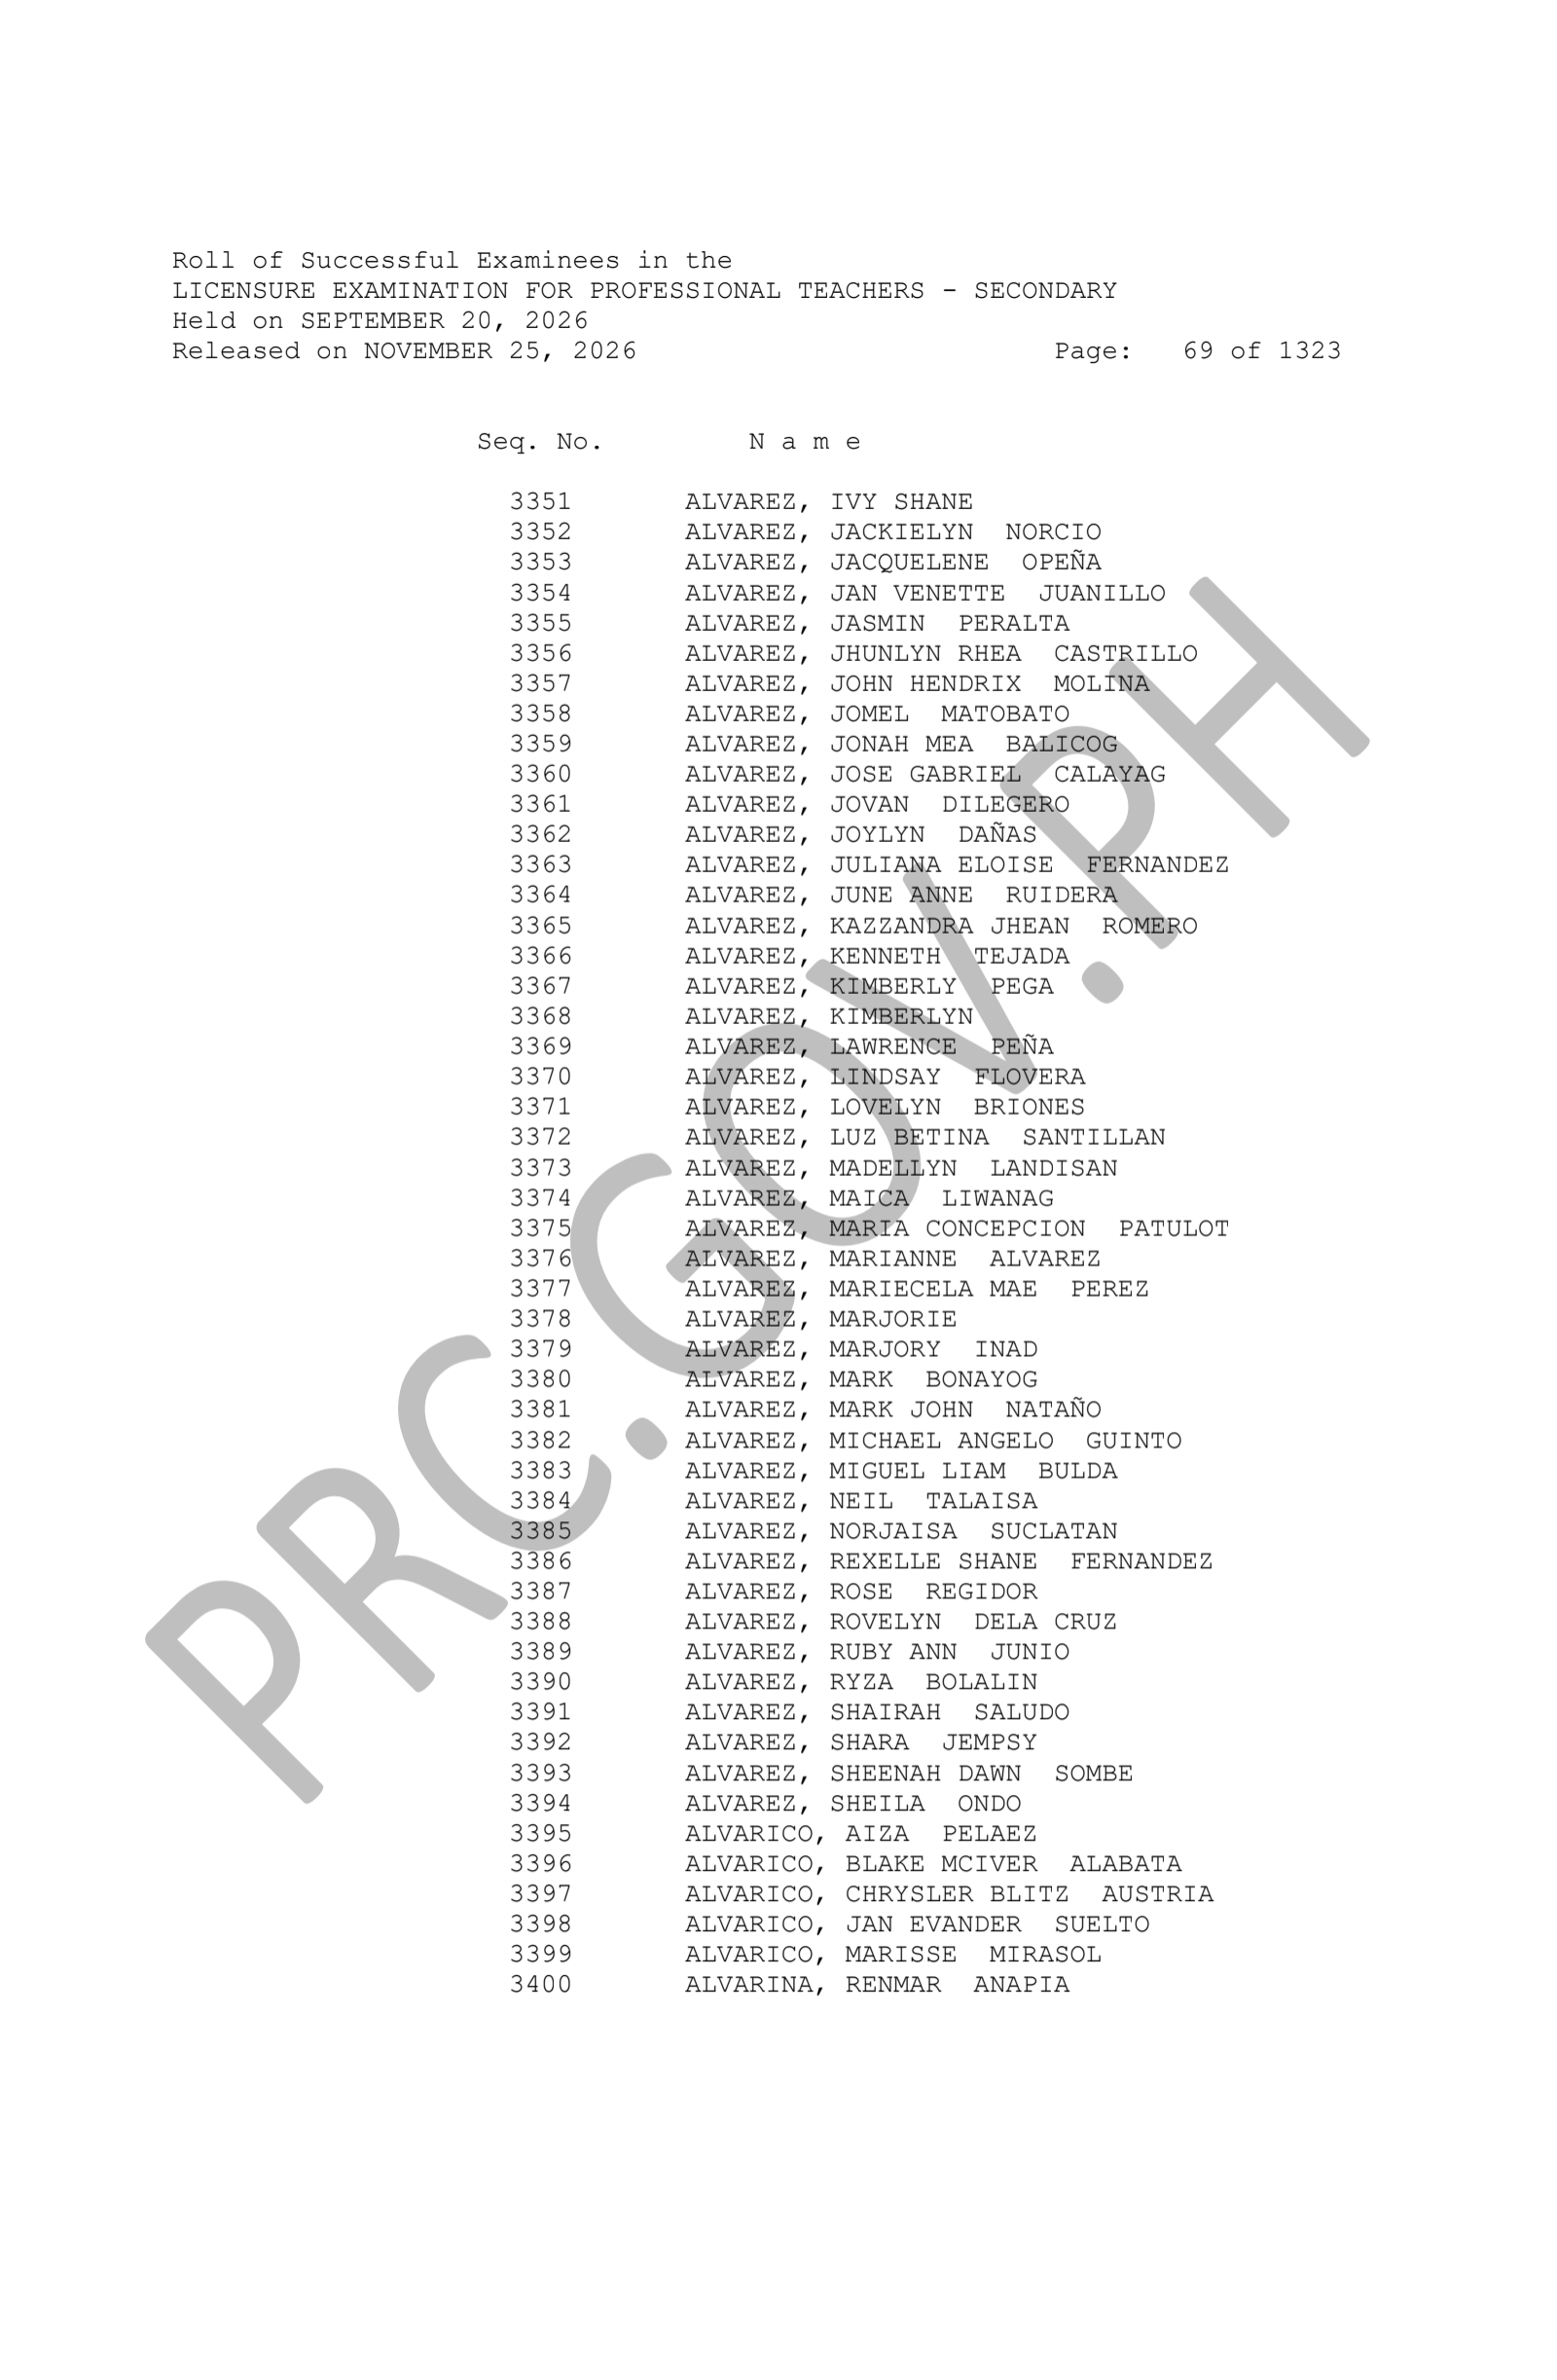 Roll of Successful Examinees in the
LICENSURE EXAMINATION FOR PROFESSIONAL TEACHERS - SECONDARY
Held on SEPTEMBER 20, 2026
Released on NOVEMBER 25, 2026 Page: 69 of 1323
Seq. No. N a m e
3351 ALVAREZ, IVY SHANE
3352 ALVAREZ, JACKIELYN NORCIO
3353 ALVAREZ, JACQUELENE OPEÑA
3354 ALVAREZ, JAN VENETTE JUANILLO
3355 ALVAREZ, JASMIN PERALTA
3356 ALVAREZ, JHUNLYN RHEA CASTRILLO
3357 ALVAREZ, JOHN HENDRIX MOLINA
3358 ALVAREZ, JOMEL MATOBATO
3359 ALVAREZ, JONAH MEA BALICOG
3360 ALVAREZ, JOSE GABRIEL CALAYAG
3361 ALVAREZ, JOVAN DILEGERO
3362 ALVAREZ, JOYLYN DAÑAS
3363 ALVAREZ, JULIANA ELOISE FERNANDEZ
3364 ALVAREZ, JUNE ANNE RUIDERA
3365 ALVAREZ, KAZZANDRA JHEAN ROMERO
3366 ALVAREZ, KENNETH TEJADA
3367 ALVAREZ, KIMBERLY PEGA
3368 ALVAREZ, KIMBERLYN
3369 ALVAREZ, LAWRENCE PEÑA
3370 ALVAREZ, LINDSAY FLOVERA
3371 ALVAREZ, LOVELYN BRIONES
3372 ALVAREZ, LUZ BETINA SANTILLAN
3373 ALVAREZ, MADELLYN LANDISAN
3374 ALVAREZ, MAICA LIWANAG
3375 ALVAREZ, MARIA CONCEPCION PATULOT
3376 ALVAREZ, MARIANNE ALVAREZ
3377 ALVAREZ, MARIECELA MAE PEREZ
3378 ALVAREZ, MARJORIE
3379 ALVAREZ, MARJORY INAD
3380 ALVAREZ, MARK BONAYOG
3381 ALVAREZ, MARK JOHN NATAÑO
3382 ALVAREZ, MICHAEL ANGELO GUINTO
3383 ALVAREZ, MIGUEL LIAM BULDA
3384 ALVAREZ, NEIL TALAISA
3385 ALVAREZ, NORJAISA SUCLATAN
3386 ALVAREZ, REXELLE SHANE FERNANDEZ
3387 ALVAREZ, ROSE REGIDOR
3388 ALVAREZ, ROVELYN DELA CRUZ
3389 ALVAREZ, RUBY ANN JUNIO
3390 ALVAREZ, RYZA BOLALIN
3391 ALVAREZ, SHAIRAH SALUDO
3392 ALVAREZ, SHARA JEMPSY
3393 ALVAREZ, SHEENAH DAWN SOMBE
3394 ALVAREZ, SHEILA ONDO
3395 ALVARICO, AIZA PELAEZ
3396 ALVARICO, BLAKE MCIVER ALABATA
3397 ALVARICO, CHRYSLER BLITZ AUSTRIA
3398 ALVARICO, JAN EVANDER SUELTO
3399 ALVARICO, MARISSE MIRASOL
3400 ALVARINA, RENMAR ANAPIA
PRC.GOV.PH